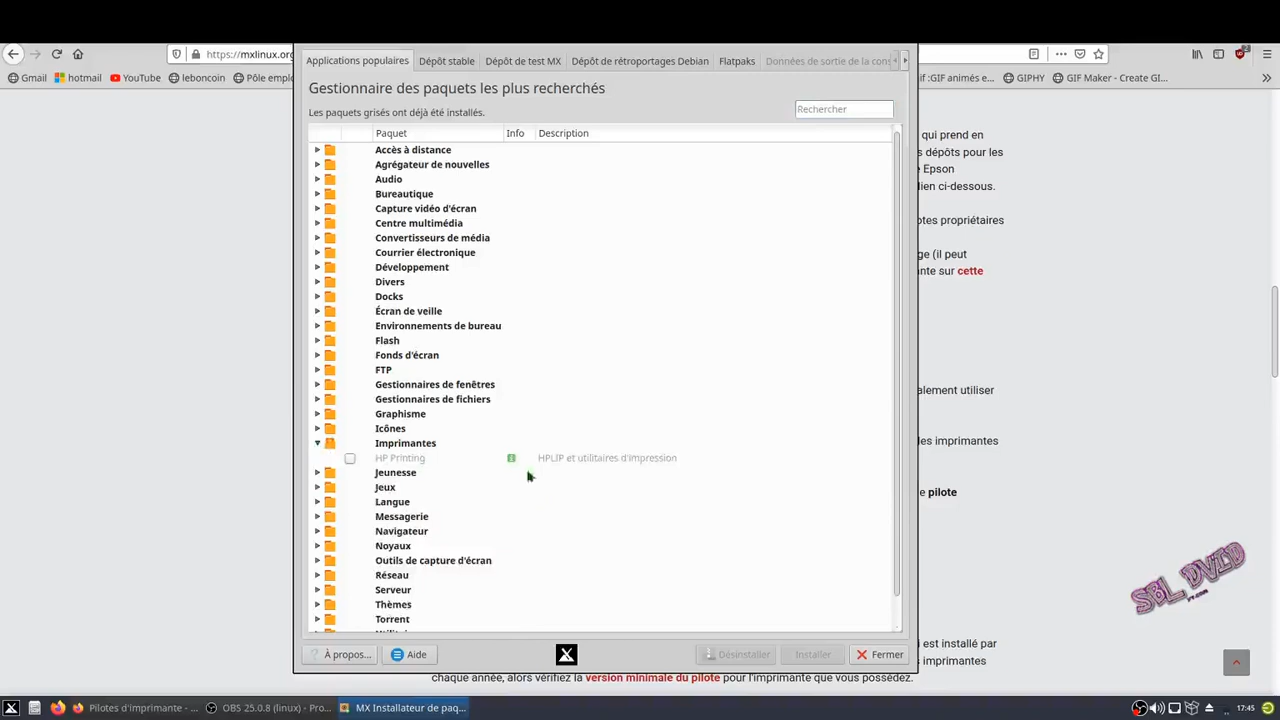 https://mxlinux.org
Gmail hotmail YouTube leboncoin Pôle emplo if :GIF animés e... GIPHY GIF Maker - Create GI...
Applications populaires Dépôt stable Dépôt de test MX Dépôt de rétroportages Debian Flatpaks Données de sortie de la cons
Gestionnaire des paquets les plus recherchés
Les paquets grisés ont déjà été installés.
Rechercher
Paquet Info Description
Accès à distance
Agrégateur de nouvelles
Audio
Bureautique
Capture vidéo d'écran
Centre multimédia
Convertisseurs de média
Courrier électronique
Développement
Divers
Docks
Écran de veille
Environnements de bureau
Flash
Fonds d'écran
FTP
Gestionnaires de fenêtres
Gestionnaires de fichiers
Graphisme
Icônes
Imprimantes
HP Printing HPLIP et utilitaires d'impression
Jeunesse
Jeux
Langue
Messagerie
Navigateur
Noyaux
Outils de capture d'écran
Réseau
Serveur
Thèmes
Torrent
À propos... Aide Désinstaller Installer Fermer
qui prend en
s dépôts pour les
e Epson
lien ci-dessous.
otes propriétaires
ge (il peut
ante sur cette
alement utiliser
les imprimantes
e pilote
SBL_DVID
YT.com
i est installé par
s imprimantes
chaque année, alors vérifiez la version minimale du pilote pour l'imprimante que vous possédez.
Pilotes d'imprimante - ... OBS 25.0.8 (linux) - Pro... MX Installateur de paq... 17:45